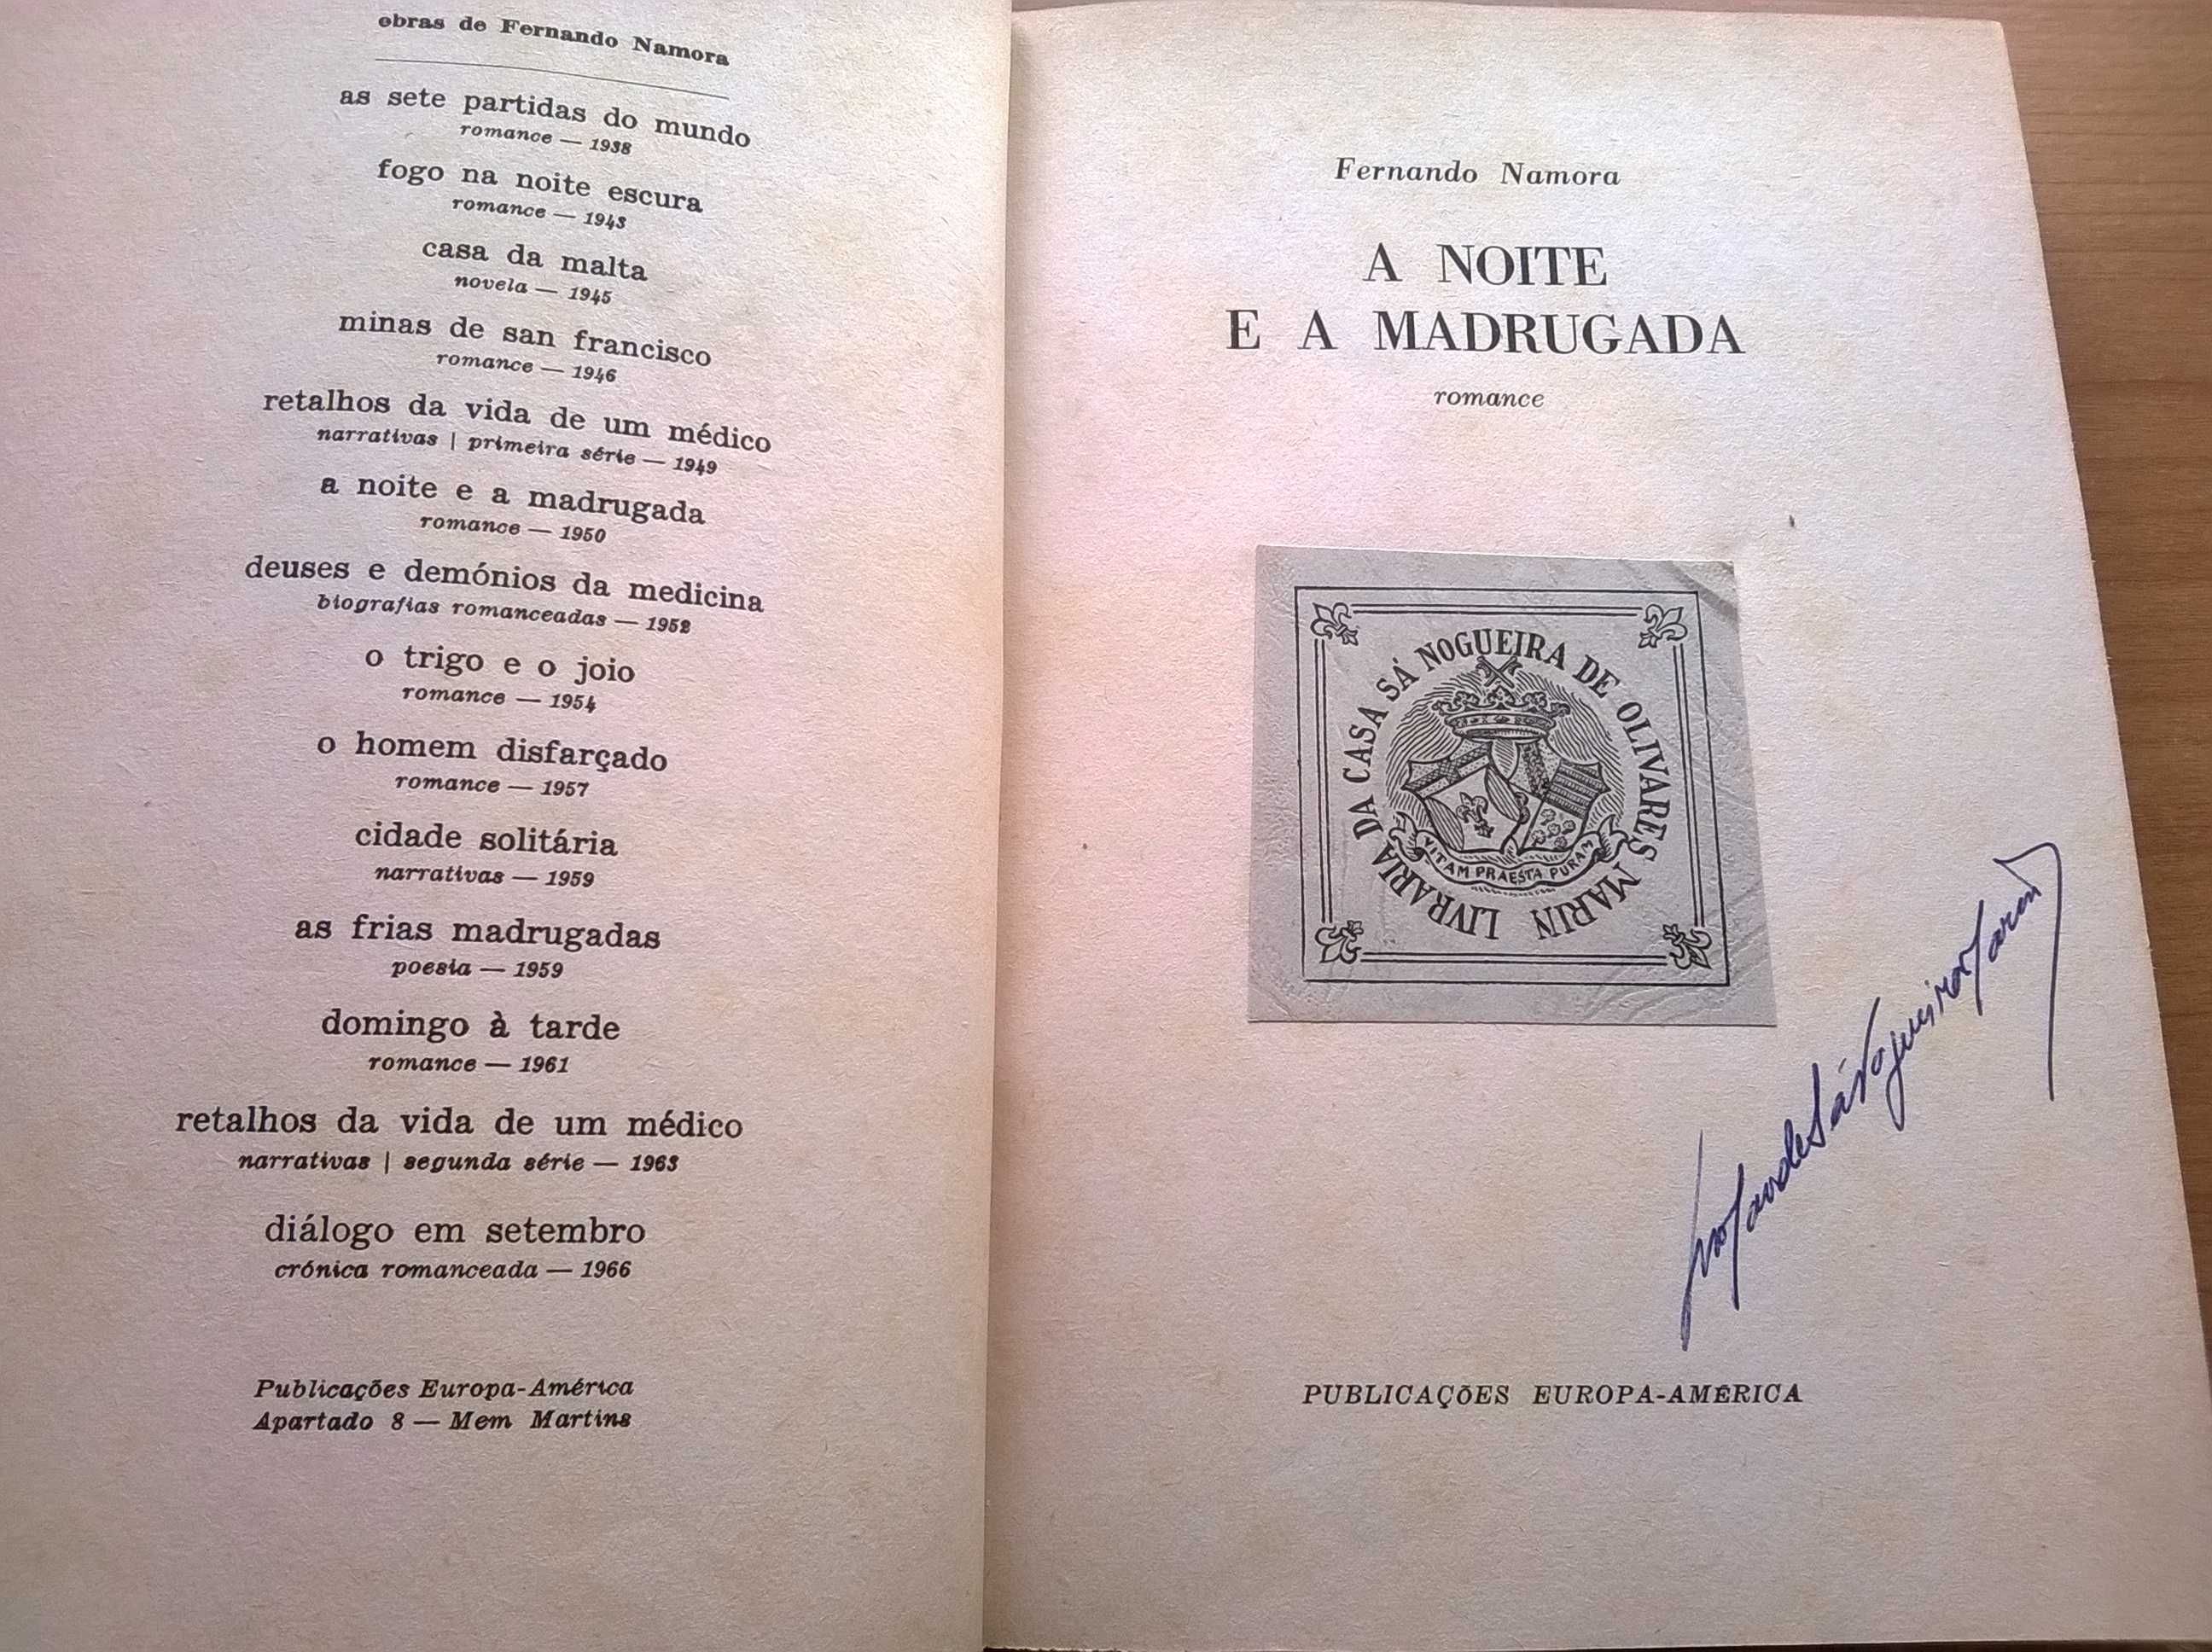 obras de Fernando Namora
as sete partidas do mundo
romance — 1938
fogo na noite escura
romance — 1943
casa da malta
novela — 1945
minas de san francisco
romance — 1946
retalhos da vida de um médico
narrativas | primeira série — 1949
a noite e a madrugada
romance — 1950
deuses e demónios da medicina
biografias romanceadas — 1952
o trigo e o joio
romance — 1954
o homem disfarçado
romance — 1957
cidade solitária
narrativas — 1959
as frias madrugadas
poesia — 1959
domingo à tarde
romance — 1961
retalhos da vida de um médico
narrativas | segunda série — 1963
diálogo em setembro
crónica romanceada — 1966
Publicações Europa-América
Apartado 8 — Mem Martins
Fernando Namora
A NOITE
E A MADRUGADA
romance
LIVRARIA DA CASA SÁ NOGUEIRA DE OLIVARES MARIN
VITAM PRAESTA PURAM
de Sá Nogueira
PUBLICAÇÕES EUROPA-AMÉRICA